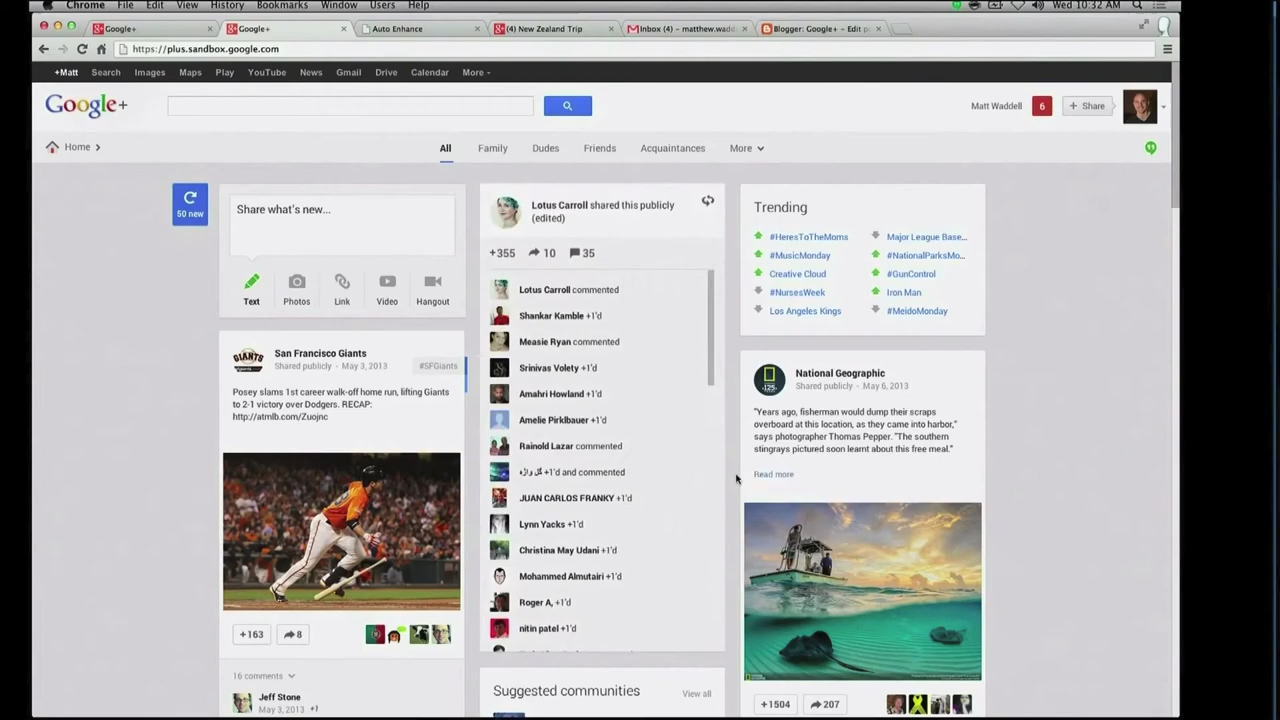 Chrome File Edit View History Bookmarks Window Users Help
Wed 10:32 AM
Google+
Google+
Auto Enhance
(4) New Zealand Trip
Inbox (4) – matthew.wadd
Blogger: Google+ – Edit p
https://plus.sandbox.google.com
+Matt Search Images Maps Play YouTube News Gmail Drive Calendar More
Google+
Matt Waddell
6
+ Share
Home
All Family Dudes Friends Acquaintances More
50 new
Share what's new...
Text Photos Link Video Hangout
San Francisco Giants
Shared publicly - May 3, 2013
#SFGiants
Posey slams 1st career walk-off home run, lifting Giants
to 2-1 victory over Dodgers. RECAP:
http://atmlb.com/Zuojnc
+163
8
16 comments
Jeff Stone
May 3, 2013 +1
Lotus Carroll shared this publicly
(edited)
+355 10 35
Lotus Carroll commented
Shankar Kamble +1'd
Measie Ryan commented
Srinivas Volety +1'd
Amahri Howland +1'd
Amelie Pirklbauer +1'd
Rainold Lazar commented
گل واژه +1'd and commented
JUAN CARLOS FRANKY +1'd
Lynn Yacks +1'd
Christina May Udani +1'd
Mohammed Almutairi +1'd
Roger A, +1'd
nitin patel +1'd
Suggested communities
View all
Trending
#HeresToTheMoms
#MusicMonday
Creative Cloud
#NursesWeek
Los Angeles Kings
Major League Base...
#NationalParksMo...
#GunControl
Iron Man
#MeidoMonday
National Geographic
Shared publicly - May 6, 2013
"Years ago, fisherman would dump their scraps
overboard at this location, as they came into harbor,"
says photographer Thomas Pepper. "The southern
stingrays pictured soon learnt about this free meal."
Read more
+1504
207